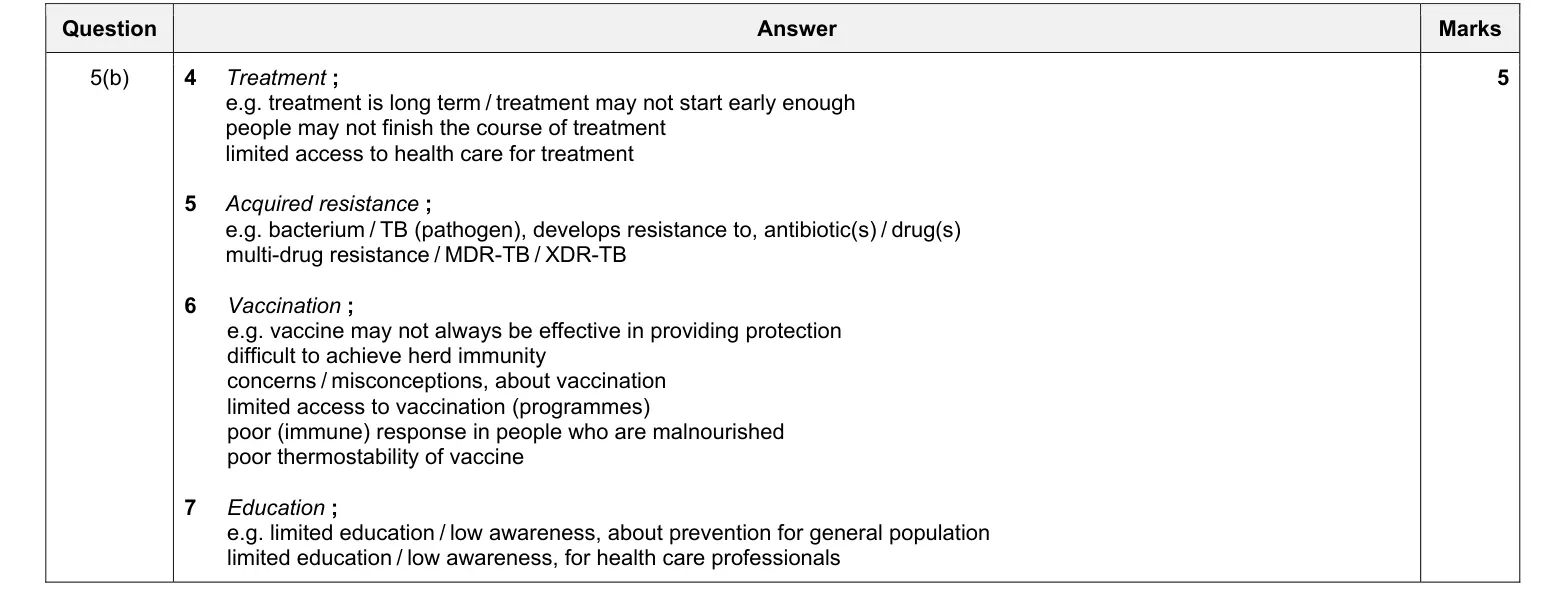 Question Answer Marks
5(b) 4 Treatment ; 5
e.g. treatment is long term / treatment may not start early enough
people may not finish the course of treatment
limited access to health care for treatment
5 Acquired resistance ;
e.g. bacterium / TB (pathogen), develops resistance to, antibiotic(s) / drug(s)
multi-drug resistance / MDR-TB / XDR-TB
6 Vaccination ;
e.g. vaccine may not always be effective in providing protection
difficult to achieve herd immunity
concerns / misconceptions, about vaccination
limited access to vaccination (programmes)
poor (immune) response in people who are malnourished
poor thermostability of vaccine
7 Education ;
e.g. limited education / low awareness, about prevention for general population
limited education / low awareness, for health care professionals